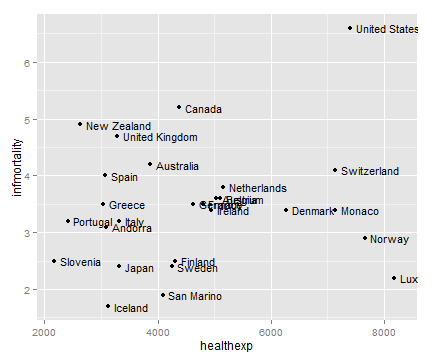 United States
6
Canada
5
New Zealand
United Kingdom
Australia
4
Spain
Switzerland
Netherlands
Greece
Ireland
Denmark
Monaco
Portugal
Italy
Andorra
3
Norway
Slovenia
Finland
Japan
Sweden
Lux
2
San Marino
Iceland
infmortality
2000
4000
6000
8000
healthexp